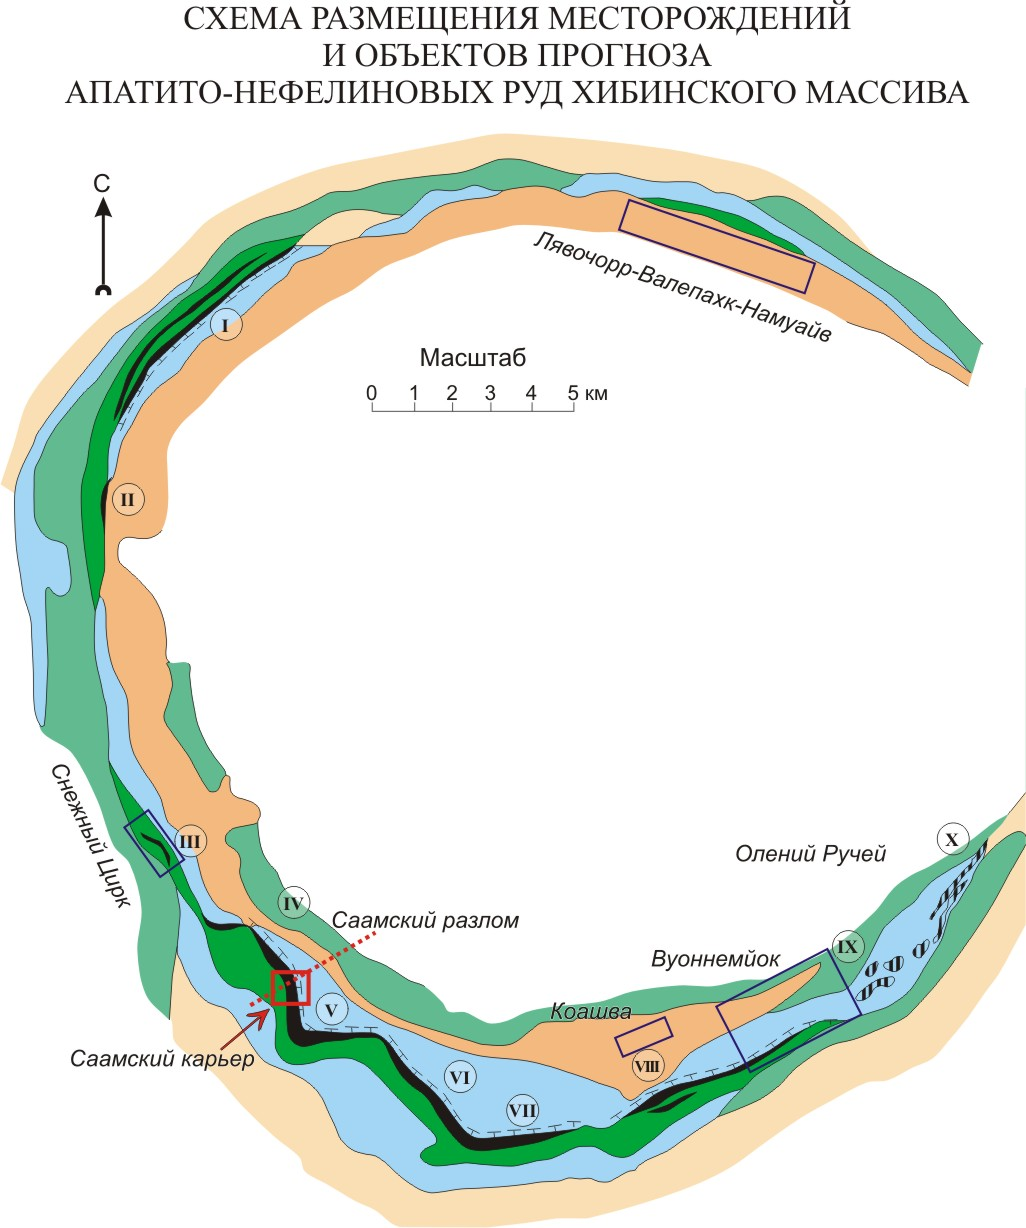 СХЕМА РАЗМЕЩЕНИЯ МЕСТОРОЖДЕНИЙ
И ОБЪЕКТОВ ПРОГНОЗА
АПАТИТО-НЕФЕЛИНОВЫХ РУД ХИБИНСКОГО МАССИВА
С
Лявочорр-Валепахк-Намуайв
I
Масштаб
0 1 2 3 4 5 км
II
Снежный Цирк
III
X
Олений Ручей
IV
Саамский разлом
IX
Вуоннемйок
V
Коашва
Саамский карьер
VI
VIII
VII